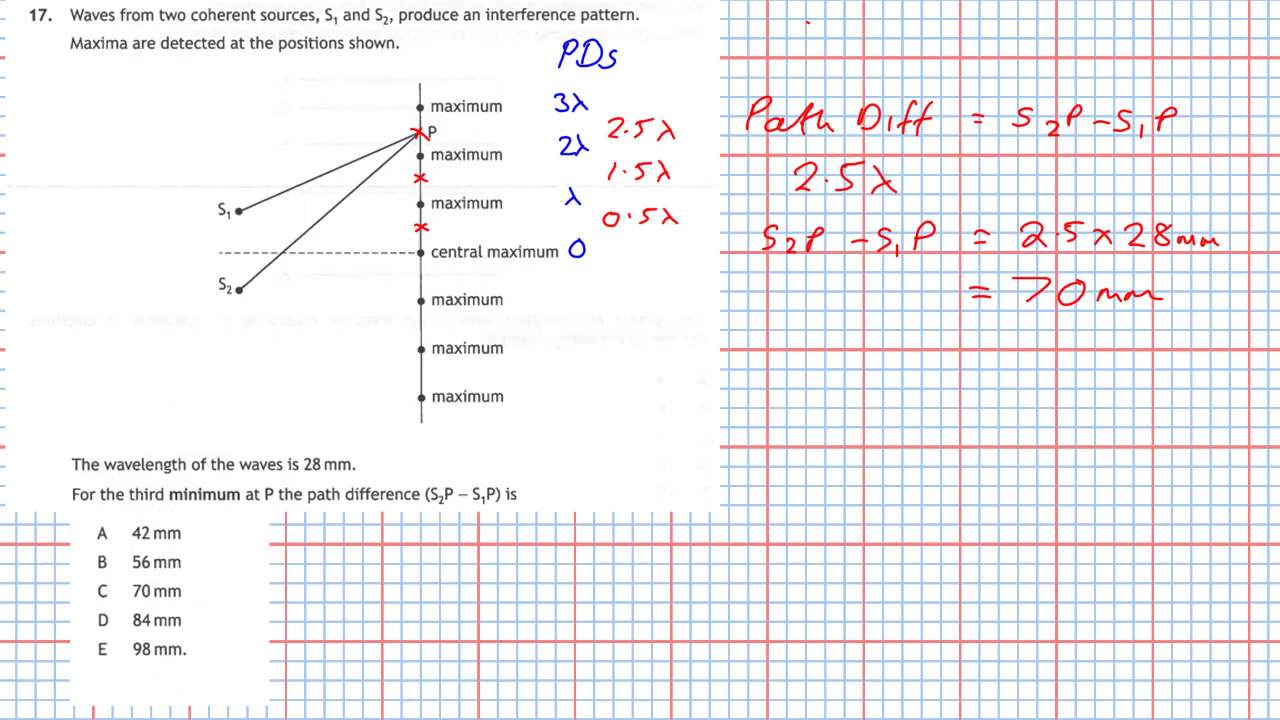 17. Waves from two coherent sources, S₁ and S₂, produce an interference pattern.
Maxima are detected at the positions shown.
PDs
maximum 3λ
P 2.5λ
maximum 2λ
1.5λ
S₁ maximum λ
0.5λ
central maximum 0
S₂ maximum
maximum
maximum
The wavelength of the waves is 28 mm.
For the third minimum at P the path difference (S₂P – S₁P) is
A 42 mm
B 56 mm
C 70 mm
D 84 mm
E 98 mm.
Path Diff = S₂P – S₁P
2.5λ
S₂P – S₁P = 2.5 × 28mm
= 70mm